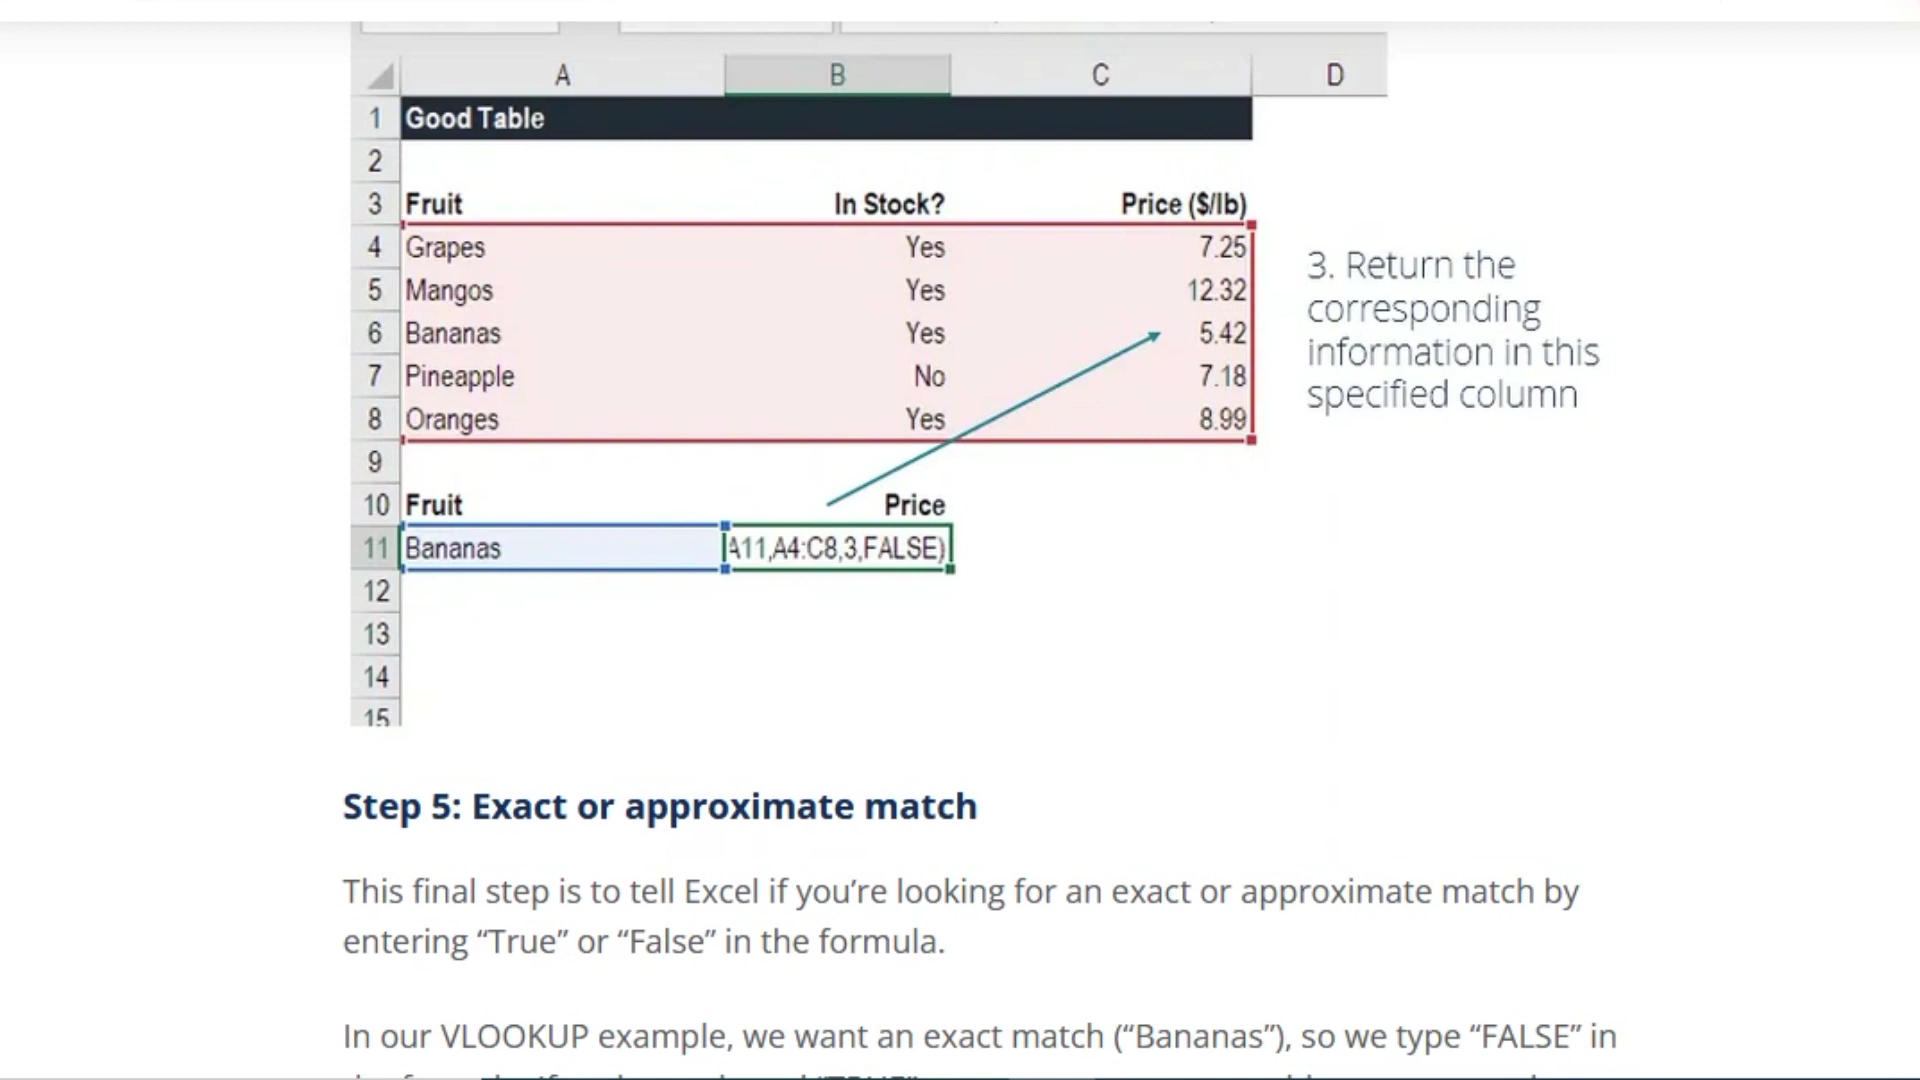 A B C D
1 Good Table
2
3 Fruit In Stock? Price ($/lb)
4 Grapes Yes 7.25
5 Mangos Yes 12.32
6 Bananas Yes 5.42
7 Pineapple No 7.18
8 Oranges Yes 8.99
3. Return the
corresponding
information in this
specified column
9
10 Fruit Price
11 Bananas A11,A4:C8,3,FALSE)
12
13
14
15
Step 5: Exact or approximate match
This final step is to tell Excel if you’re looking for an exact or approximate match by
entering “True” or “False” in the formula.
In our VLOOKUP example, we want an exact match (“Bananas”), so we type “FALSE” in